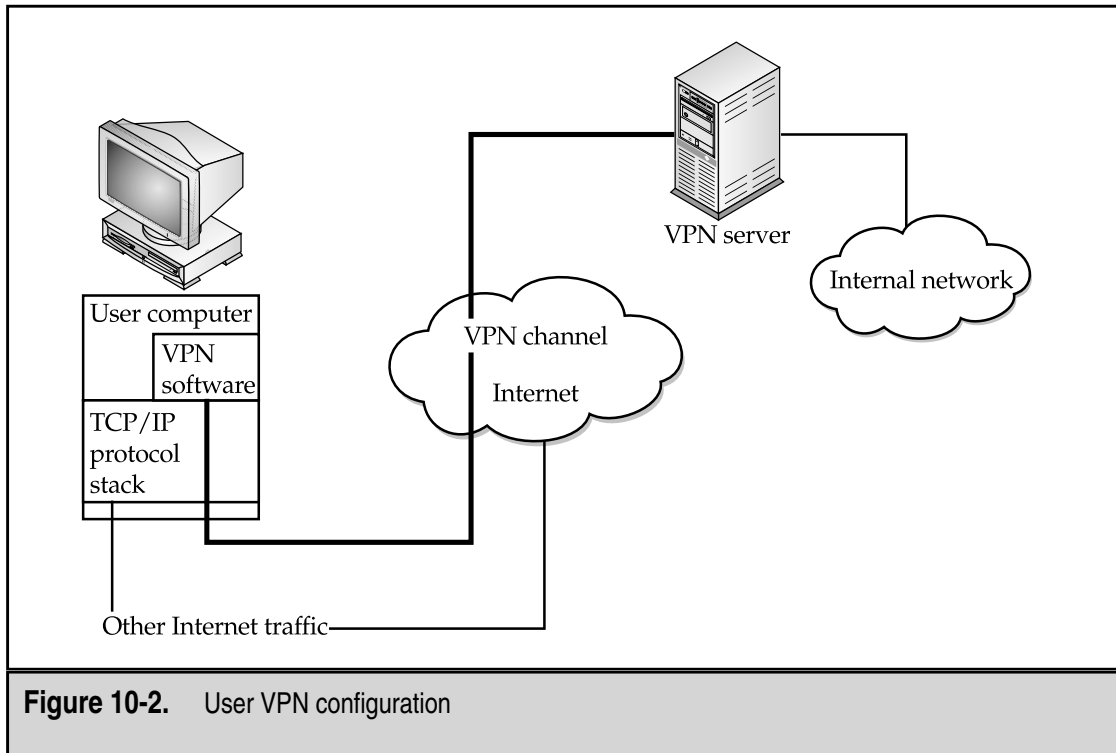 VPN server
Internal network
User computer
VPN
software
VPN channel
Internet
TCP/IP
protocol
stack
Other Internet traffic
Figure 10-2. User VPN configuration